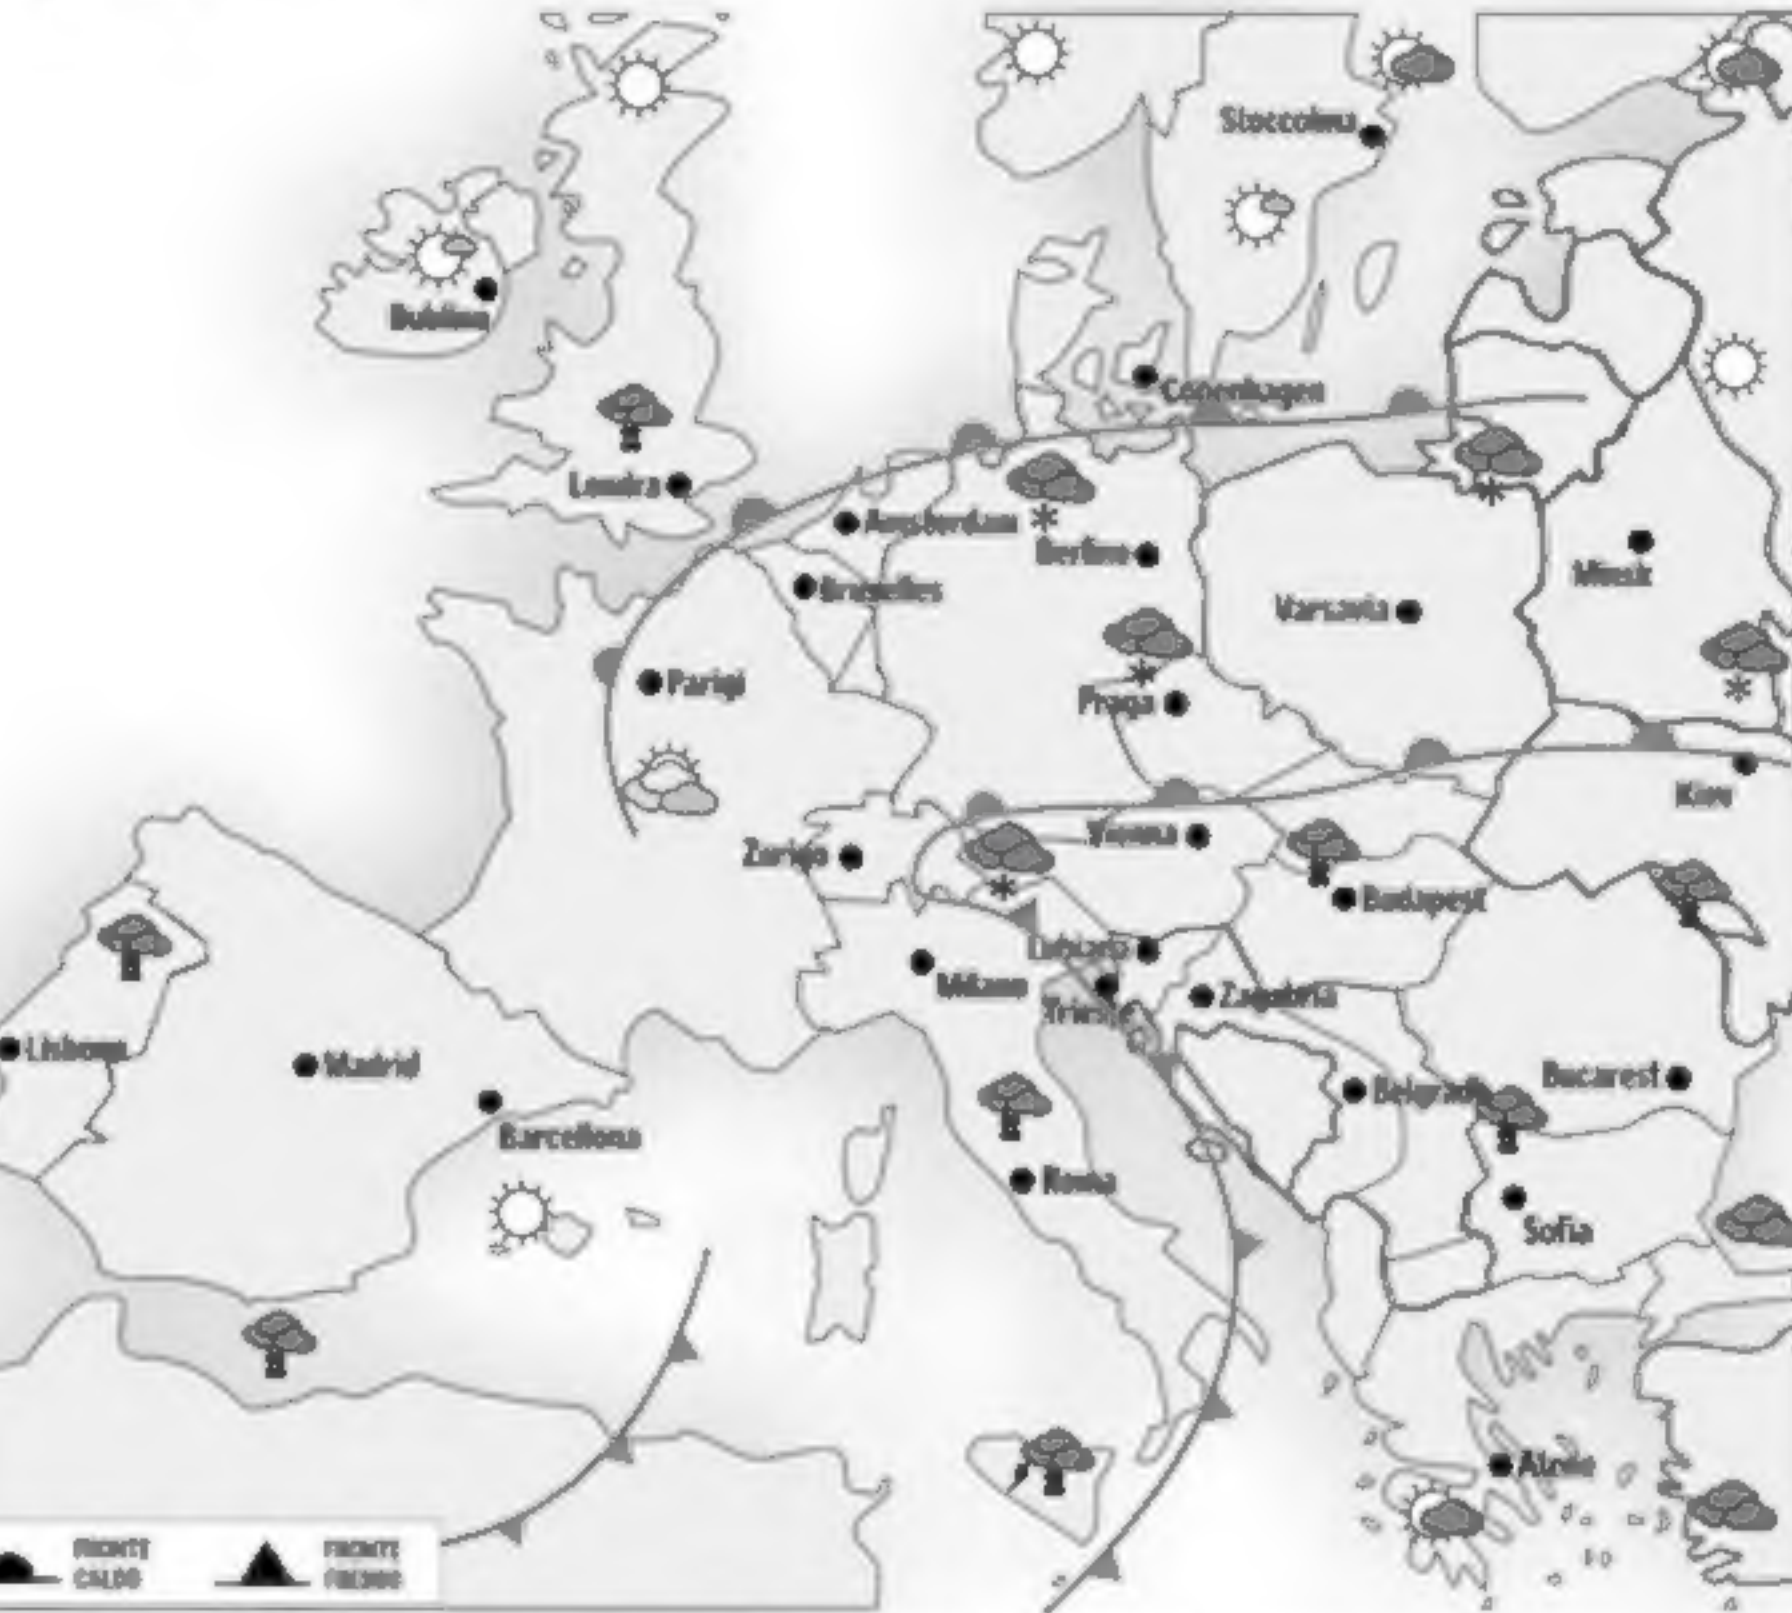 Stoccolma
Dublino
Copenhagen
Londra
Amsterdam
Berlino
Bruxelles
Minsk
Varsavia
Parigi
Praga
Kiev
Vienna
Zurigo
Budapest
Lubiana
Milano
Zagabria
Trieste
Lisbona
Madrid
Belgrado
Bucarest
Barcellona
Roma
Sofia
Atene
FRONTE
CALDO
FRONTE
FREDDO